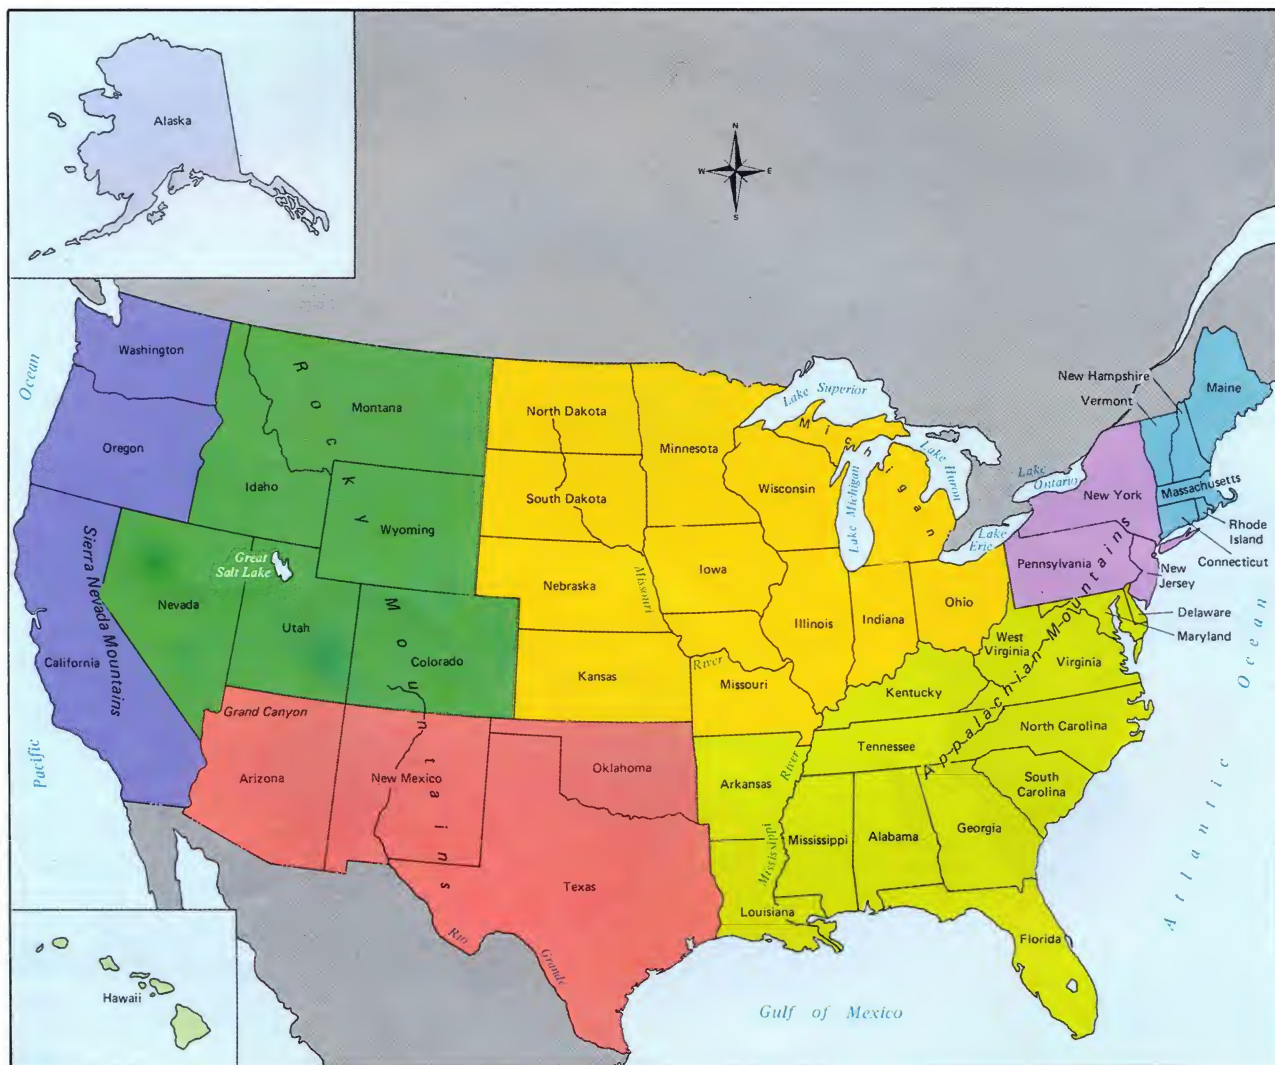 Alaska
N
W E
S
Ocean
Pacific
Washington
Oregon
California
Sierra Nevada Mountains
Rocky Mountains
Montana
Idaho
Wyoming
Great
Salt Lake
Nevada
Utah
Colorado
Grand Canyon
Arizona
New Mexico
Oklahoma
Texas
Rio
Grande
North Dakota
South Dakota
Nebraska
Kansas
Minnesota
Iowa
Missouri
River
Missouri
Wisconsin
Illinois
Indiana
Ohio
Michigan
Lake Superior
Lake Michigan
Lake Huron
Lake
Ontario
Lake
Erie
New Hampshire
Vermont
Maine
Massachusetts
Rhode
Island
Connecticut
New York
Pennsylvania
New
Jersey
Delaware
Maryland
West
Virginia
Virginia
Kentucky
Tennessee
North Carolina
South
Carolina
Appalachian Mountains
Arkansas
River
Mississippi
Mississippi
Alabama
Georgia
Louisiana
Florida
Atlantic Ocean
Gulf of Mexico
Hawaii